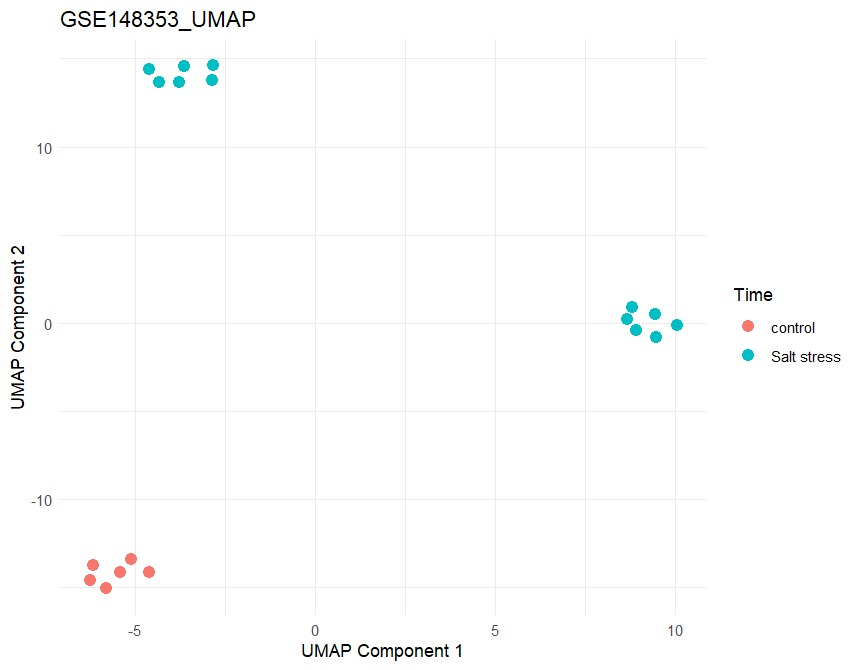 GSE148353_UMAP
10
0
-10
-5
0
5
10
UMAP Component 1
UMAP Component 2
Time
control
Salt stress